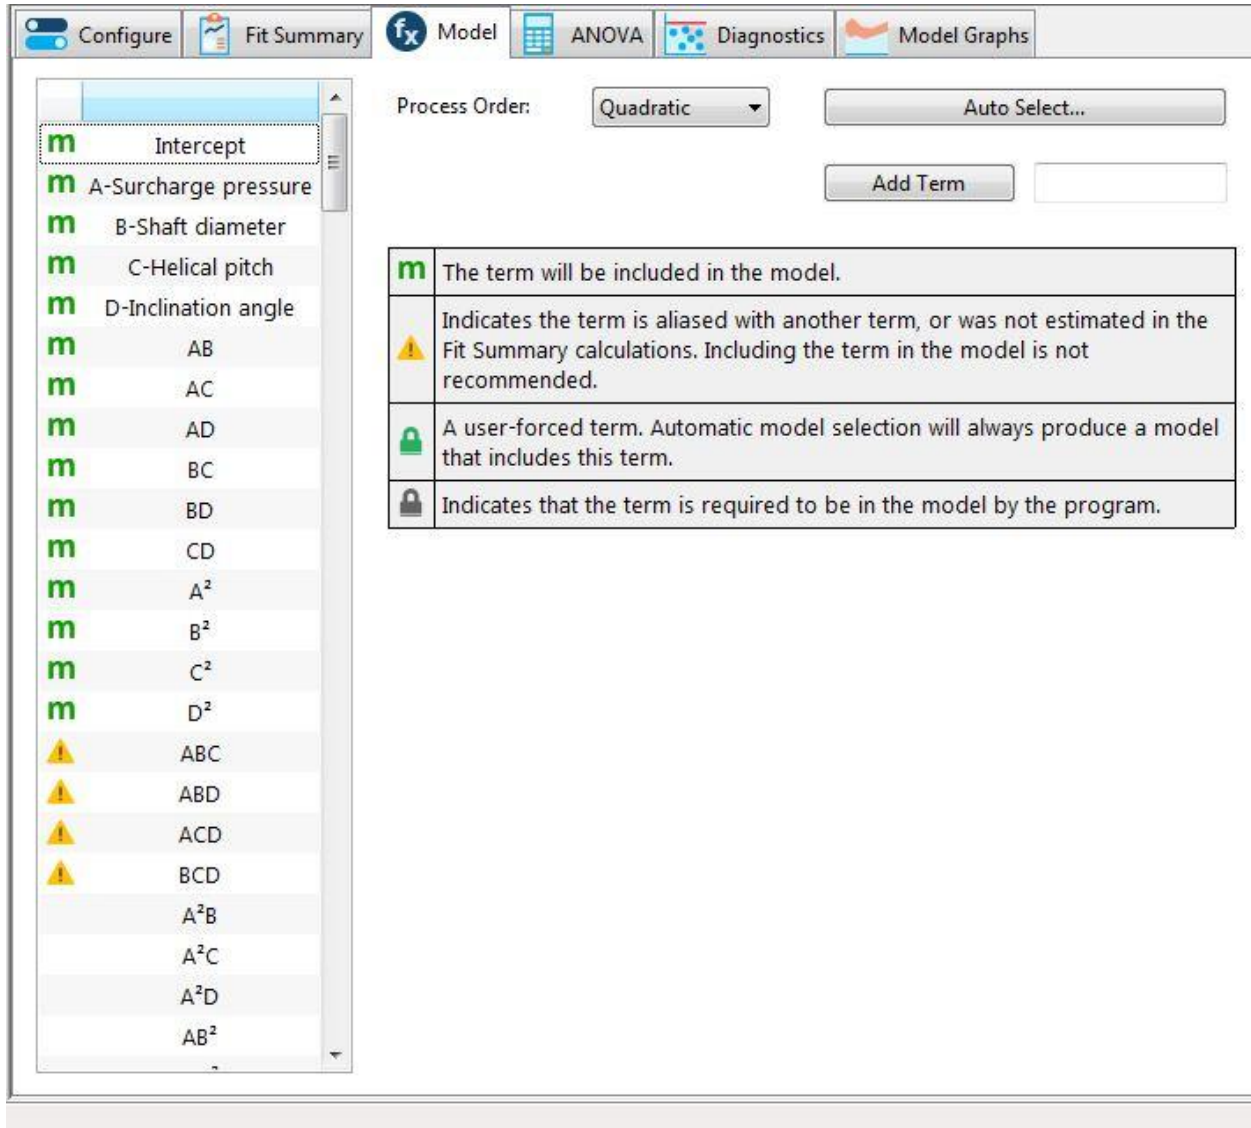 Configure Fit Summary fx Model ANOVA Diagnostics Model Graphs
Process Order: Quadratic Auto Select...
Add Term
m Intercept
m A-Surcharge pressure
m B-Shaft diameter
m C-Helical pitch
m D-Inclination angle
m AB
m AC
m AD
m BC
m BD
m CD
m A²
m B²
m C²
m D²
ABC
ABD
ACD
BCD
A²B
A²C
A²D
AB²
m The term will be included in the model.
Indicates the term is aliased with another term, or was not estimated in the
Fit Summary calculations. Including the term in the model is not
recommended.
A user-forced term. Automatic model selection will always produce a model
that includes this term.
Indicates that the term is required to be in the model by the program.